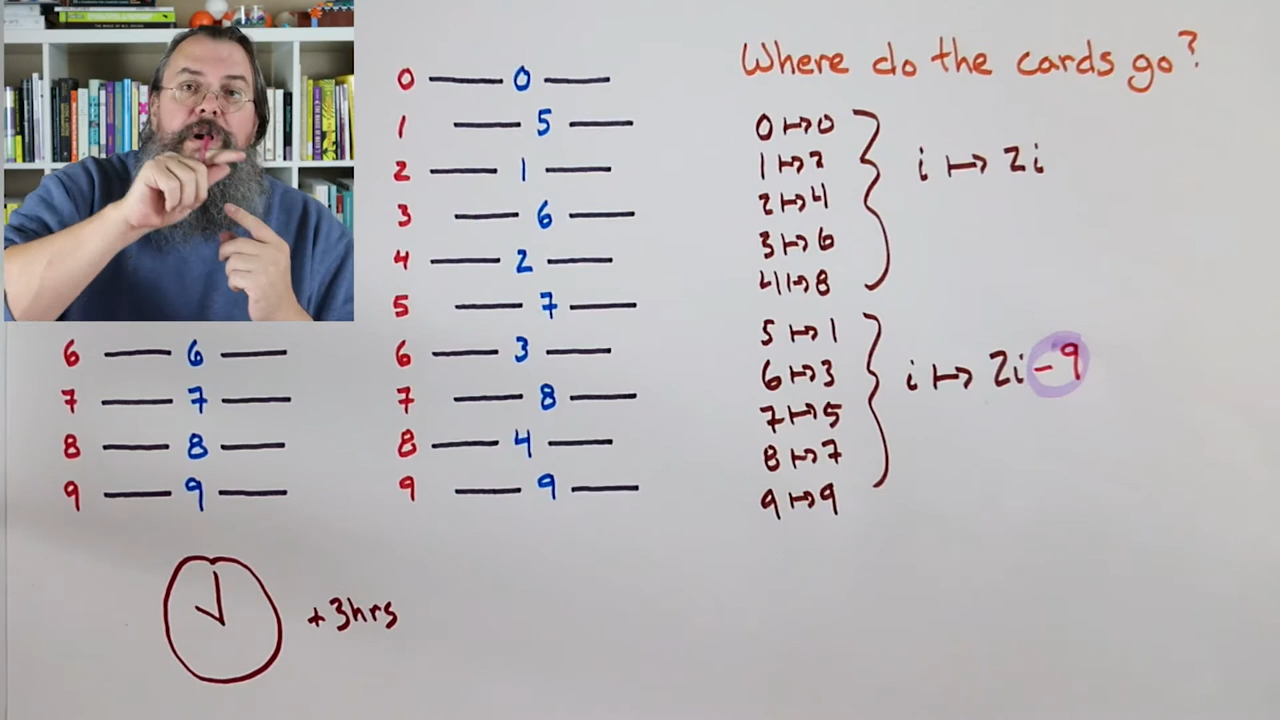 Where do the cards go?
0 — 0 —
1 — 5 —
2 — 1 —
3 — 6 —
4 — 2 —
5 — 7 —
6 — 3 —
7 — 8 —
8 — 4 —
9 — 9 —
6 — 6 —
7 — 7 —
8 — 8 —
9 — 9 —
0 ↦ 0
1 ↦ 2
2 ↦ 4
3 ↦ 6
4 ↦ 8
i ↦ 2i
5 ↦ 1
6 ↦ 3
7 ↦ 5
8 ↦ 7
9 ↦ 9
i ↦ 2i - 9
+3hrs